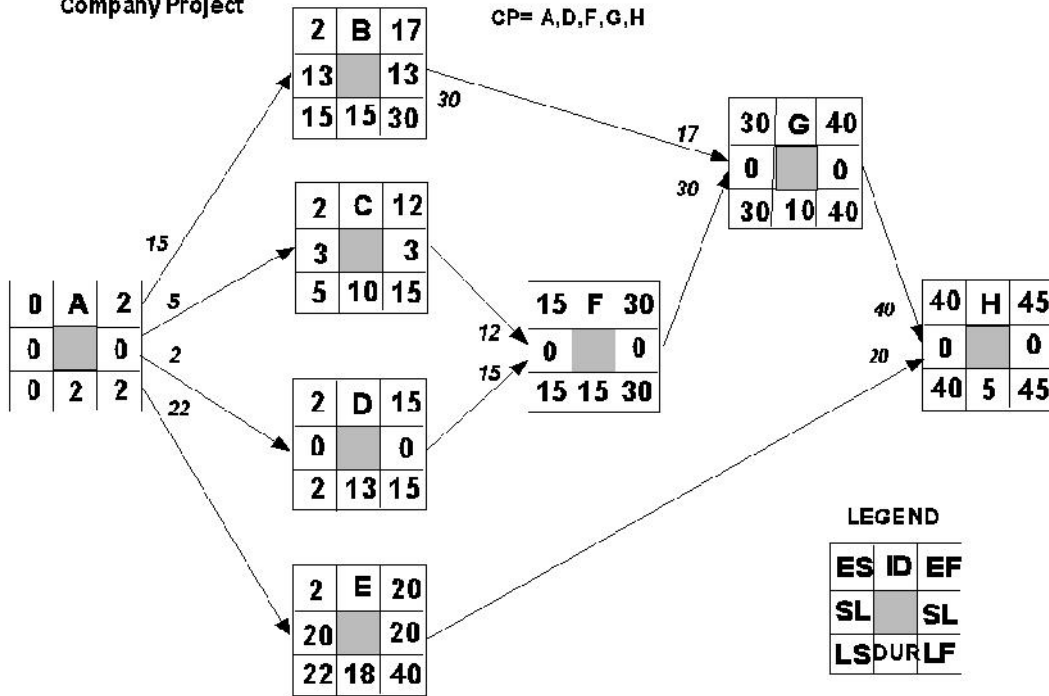 Company Project
CP= A,D,F,G,H
2 B 17
13 13
15 15 30
30
17
30 G 40
0 0
30 10 40
30
2 C 12
3 3
5 10 15
15
5
2
22
0 A 2
0 0
0 2 2
12
15
15 F 30
0 0
15 15 30
40
20
40 H 45
0 0
40 5 45
2 D 15
0 0
2 13 15
2 E 20
20 20
22 18 40
LEGEND
ES ID EF
SL SL
LS DUR LF